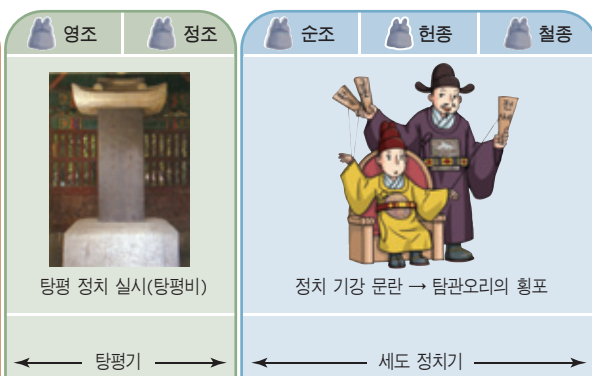 영조 정조 순조 헌종 철종
탕평 정치 실시(탕평비)
정치 기강 문란 → 탐관오리의 횡포
탕평기
세도 정치기